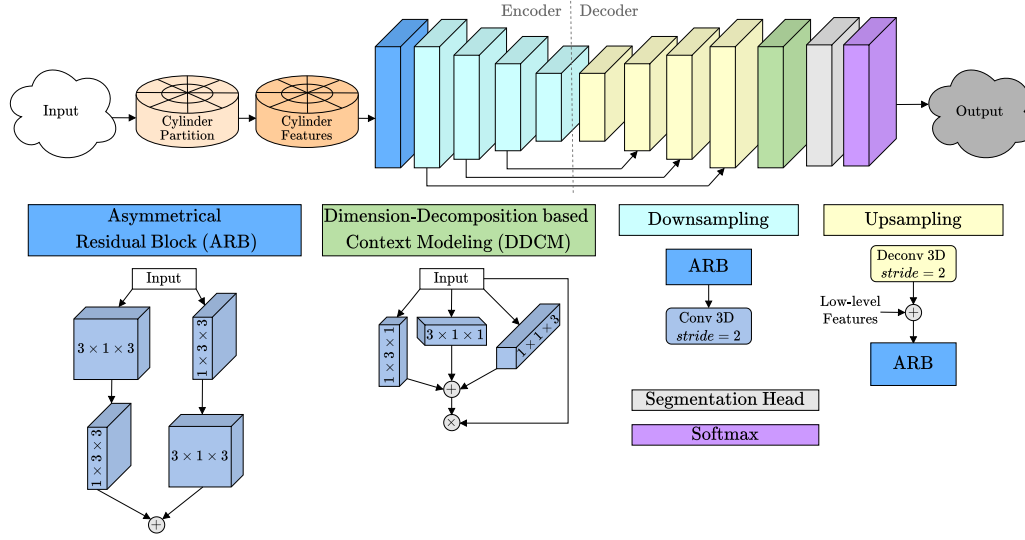 Encoder
Decoder
Input
Cylinder
Partition
Cylinder
Features
Output
Asymmetrical
Residual Block (ARB)
Dimension-Decomposition based
Context Modeling (DDCM)
Downsampling
Upsampling
Input
3 × 1 × 3
1 × 3 × 3
1 × 3 × 3
3 × 1 × 3
+
Input
1 × 3 × 1
3 × 1 × 1
1 × 1 × 3
+
×
ARB
Conv 3D
stride = 2
Deconv 3D
stride = 2
Low-level
Features
+
ARB
Segmentation Head
Softmax